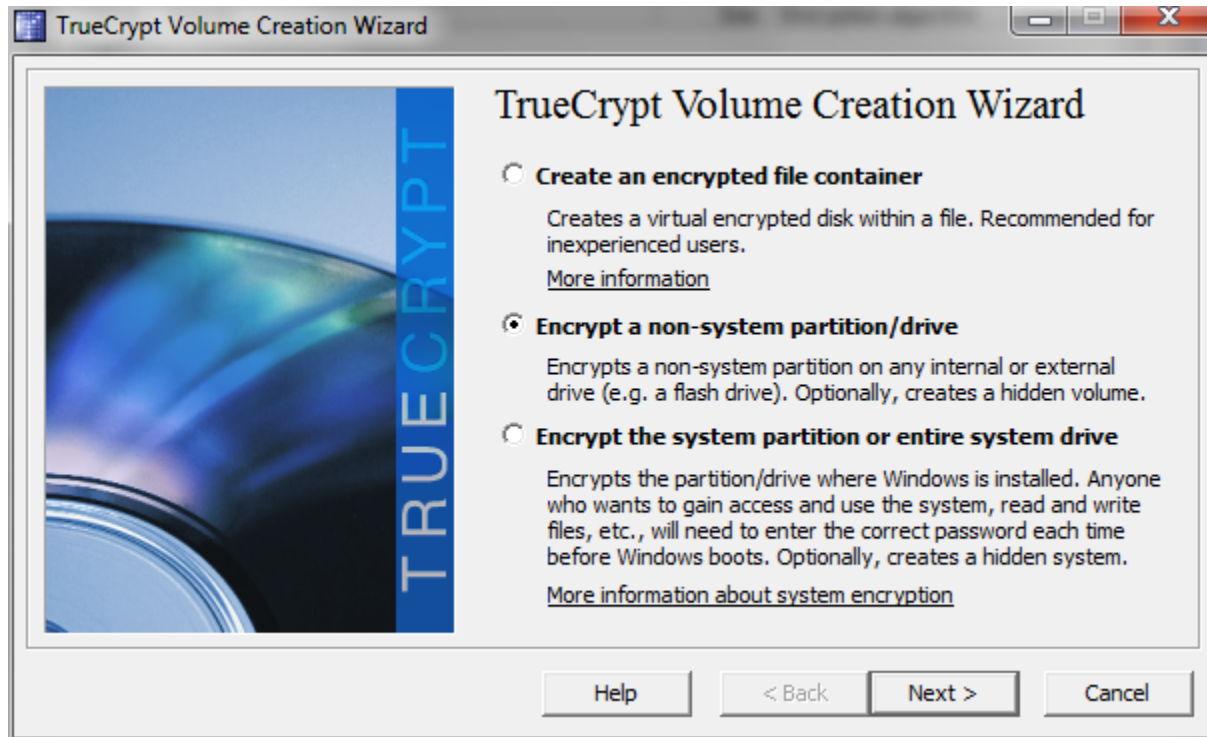 TrueCrypt Volume Creation Wizard
TRUECRYPT
TrueCrypt Volume Creation Wizard
Create an encrypted file container
Creates a virtual encrypted disk within a file. Recommended for
inexperienced users.
More information
Encrypt a non-system partition/drive
Encrypts a non-system partition on any internal or external
drive (e.g. a flash drive). Optionally, creates a hidden volume.
Encrypt the system partition or entire system drive
Encrypts the partition/drive where Windows is installed. Anyone
who wants to gain access and use the system, read and write
files, etc., will need to enter the correct password each time
before Windows boots. Optionally, creates a hidden system.
More information about system encryption
Help
< Back
Next >
Cancel